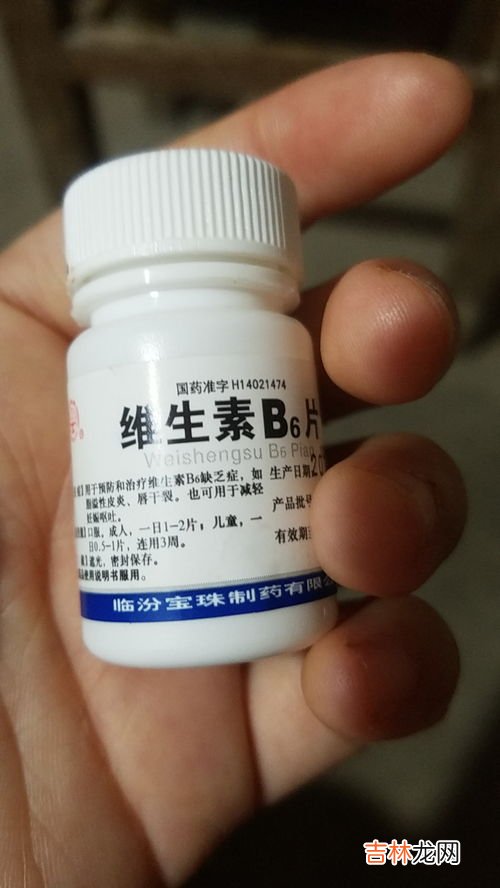 国药准字H14021474
维生素B6片
Weishengsu B6 Pian
用于预防和治疗维生素B6缺乏症，如
脂溢性皮炎、唇干裂。也可用于减轻
妊娠呕吐。
口服，成人，一日1~2片；儿童，一
日0.5-1片，连用3周。
遮光，密封保存。
使用说明书服用。
生产日期
产品批号
有效期至
临汾宝珠制药有限
吉林龙网